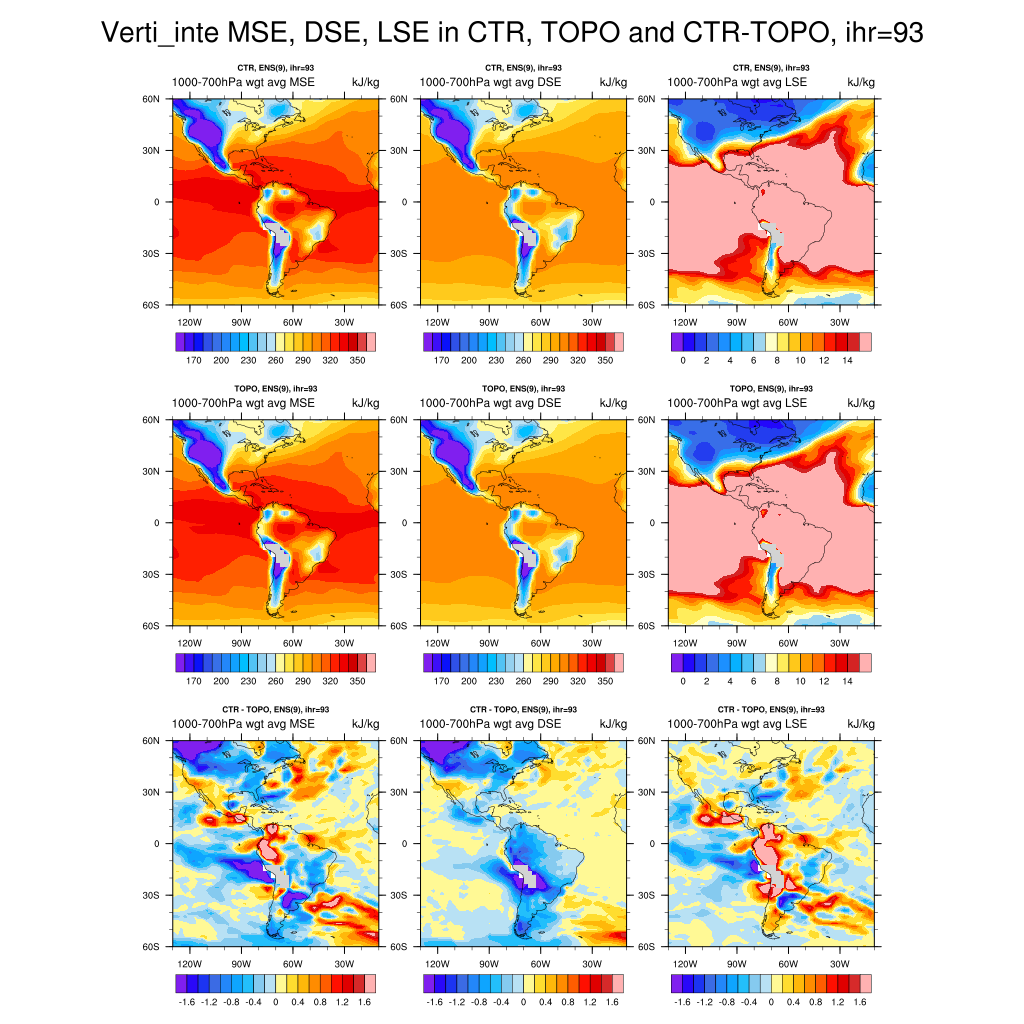 Verti_inte MSE, DSE, LSE in CTR, TOPO and CTR-TOPO, ihr=93
CTR, ENS(9), ihr=93
1000-700hPa wgt avg MSE kJ/kg
60N
30N
0
30S
60S
120W 90W 60W 30W
170 200 230 260 290 320 350
CTR, ENS(9), ihr=93
1000-700hPa wgt avg DSE kJ/kg
60N
30N
0
30S
60S
120W 90W 60W 30W
170 200 230 260 290 320 350
CTR, ENS(9), ihr=93
1000-700hPa wgt avg LSE kJ/kg
60N
30N
0
30S
60S
120W 90W 60W 30W
0 2 4 6 8 10 12 14
TOPO, ENS(9), ihr=93
1000-700hPa wgt avg MSE kJ/kg
60N
30N
0
30S
60S
120W 90W 60W 30W
170 200 230 260 290 320 350
TOPO, ENS(9), ihr=93
1000-700hPa wgt avg DSE kJ/kg
60N
30N
0
30S
60S
120W 90W 60W 30W
170 200 230 260 290 320 350
TOPO, ENS(9), ihr=93
1000-700hPa wgt avg LSE kJ/kg
60N
30N
0
30S
60S
120W 90W 60W 30W
0 2 4 6 8 10 12 14
CTR - TOPO, ENS(9), ihr=93
1000-700hPa wgt avg MSE kJ/kg
60N
30N
0
30S
60S
120W 90W 60W 30W
-1.6 -1.2 -0.8 -0.4 0 0.4 0.8 1.2 1.6
CTR - TOPO, ENS(9), ihr=93
1000-700hPa wgt avg DSE kJ/kg
60N
30N
0
30S
60S
120W 90W 60W 30W
-1.6 -1.2 -0.8 -0.4 0 0.4 0.8 1.2 1.6
CTR - TOPO, ENS(9), ihr=93
1000-700hPa wgt avg LSE kJ/kg
60N
30N
0
30S
60S
120W 90W 60W 30W
-1.6 -1.2 -0.8 -0.4 0 0.4 0.8 1.2 1.6